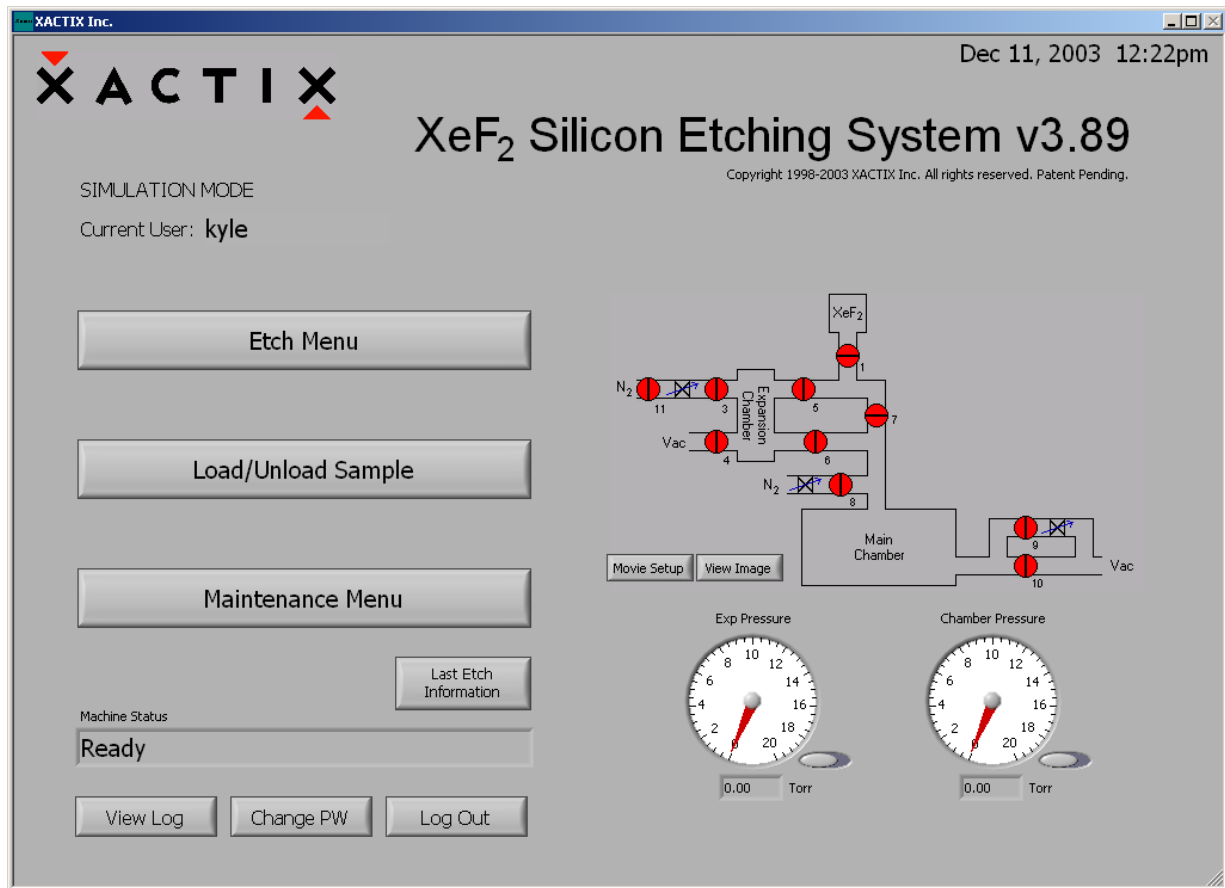 XACTIX Inc.
Dec 11, 2003 12:22pm
XACTIX
XeF2 Silicon Etching System v3.89
Copyright 1998-2003 XACTIX Inc. All rights reserved. Patent Pending.
SIMULATION MODE
Current User: kyle
Etch Menu
Load/Unload Sample
Maintenance Menu
Last Etch
Information
Machine Status
Ready
View Log
Change PW
Log Out
XeF2
1
N2
11
3
Expansion
Chamber
5
7
Vac
4
6
N2
8
Main
Chamber
9
10
Vac
Movie Setup
View Image
Exp Pressure
0 2 4 6 8 10 12 14 16 18 20
0.00 Torr
Chamber Pressure
0 2 4 6 8 10 12 14 16 18 20
0.00 Torr